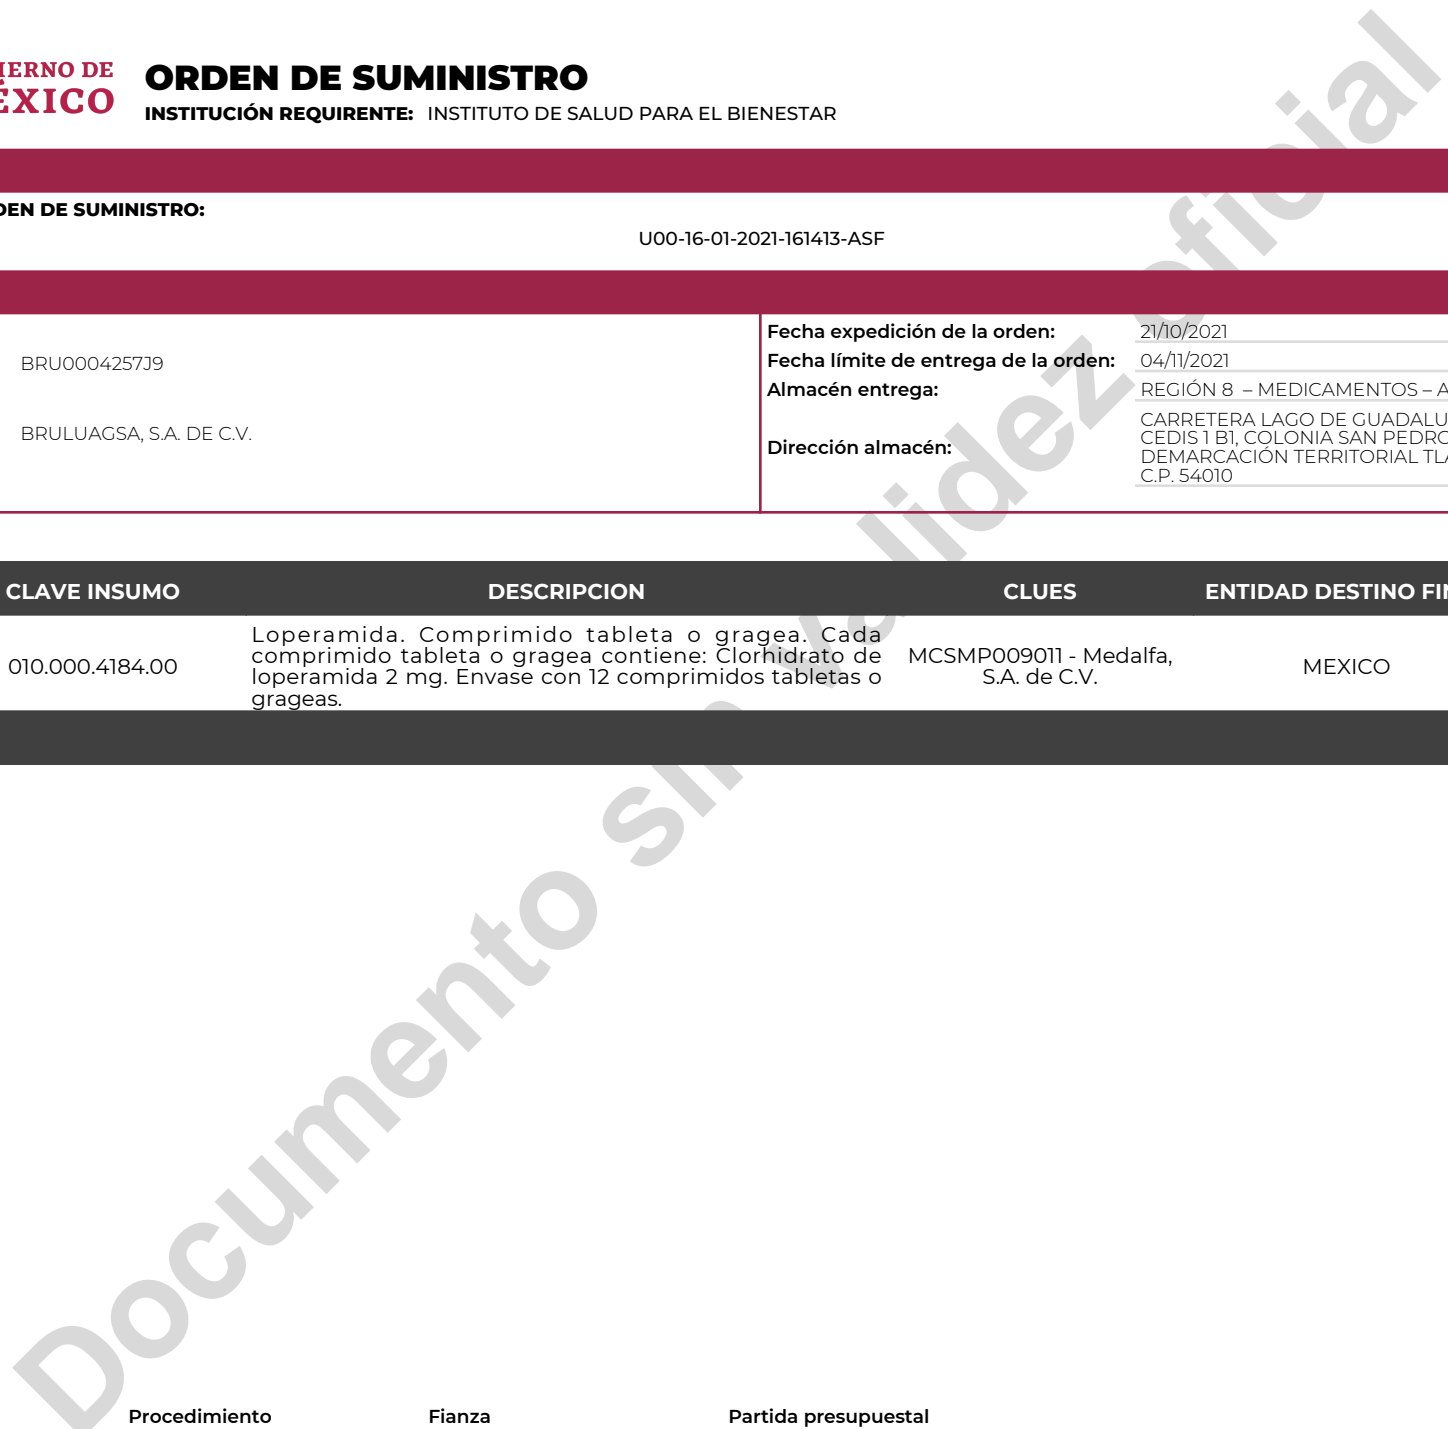 IERNO DE
ÉXICO
ORDEN DE SUMINISTRO
INSTITUCIÓN REQUIRENTE: INSTITUTO DE SALUD PARA EL BIENESTAR
DEN DE SUMINISTRO:
U00-16-01-2021-161413-ASF
BRU0004257J9
BRULUAGSA, S.A. DE C.V.
Fecha expedición de la orden: 21/10/2021
Fecha límite de entrega de la orden: 04/11/2021
Almacén entrega: REGIÓN 8 – MEDICAMENTOS – A
Dirección almacén: CARRETERA LAGO DE GUADALU
CEDIS 1 B1, COLONIA SAN PEDRO
DEMARCACIÓN TERRITORIAL TLA
C.P. 54010
CLAVE INSUMO DESCRIPCION CLUES ENTIDAD DESTINO FIN
010.000.4184.00
Loperamida. Comprimido tableta o gragea. Cada
comprimido tableta o gragea contiene: Clorhidrato de
loperamida 2 mg. Envase con 12 comprimidos tabletas o
grageas.
MCSMP009011 - Medalfa,
S.A. de C.V.
MEXICO
Documento sin validez oficial
Procedimiento Fianza Partida presupuestal